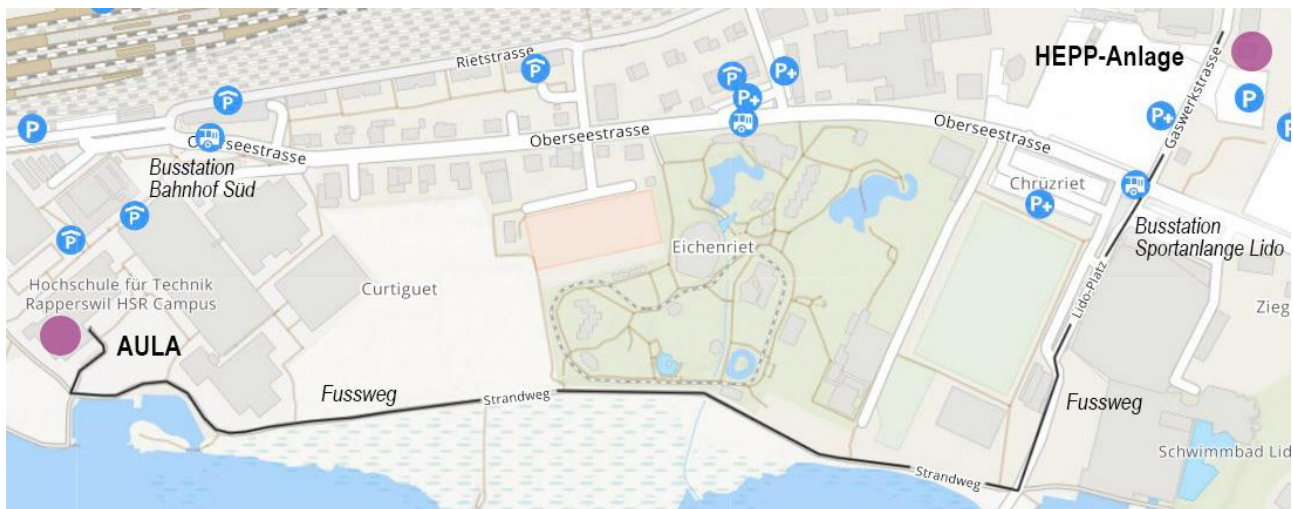 HEPP-Anlage
Rietstrasse
P
P+
P
P
P+
P
P+
P+
Gaswerkstrasse
P
P
Oberseestrasse
Oberseestrasse
Oberseestrasse
Busstation
Bahnhof Süd
Chrüzriet
P+
P
P
Busstation
Sportanlange Lido
Eichenriet
Lido-Platz
Hochschule für Technik
Rapperswil HSR Campus
Curtiguet
Zieg
AULA
Fussweg
Strandweg
Fussweg
Schwimmbad Lid
Strandweg